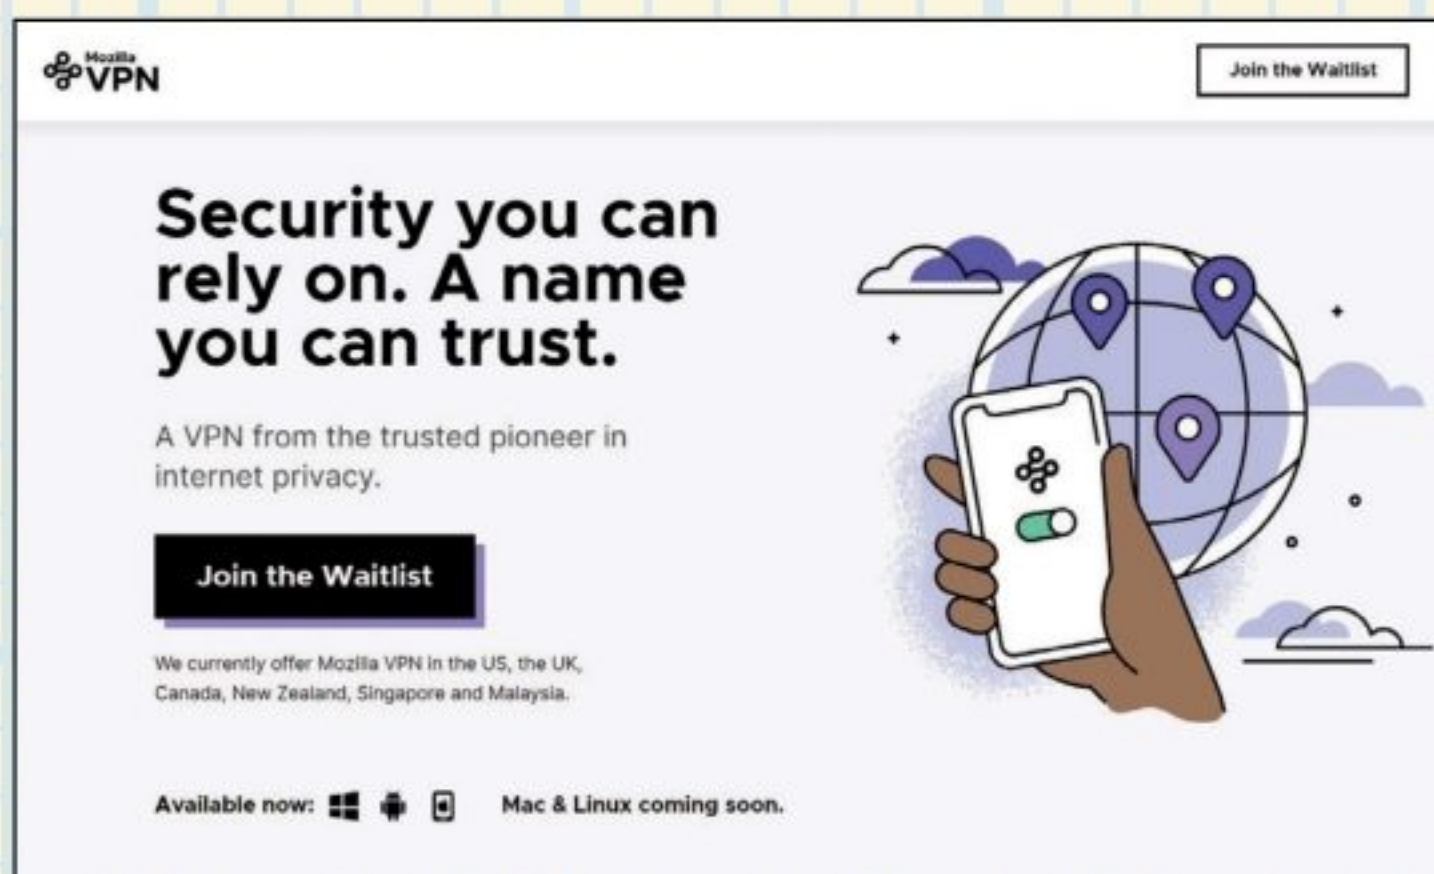 Mozilla
VPN
Join the Waitlist
Security you can
rely on. A name
you can trust.
A VPN from the trusted pioneer in
internet privacy.
Join the Waitlist
We currently offer Mozilla VPN in the US, the UK,
Canada, New Zealand, Singapore and Malaysia.
Available now: Mac & Linux coming soon.